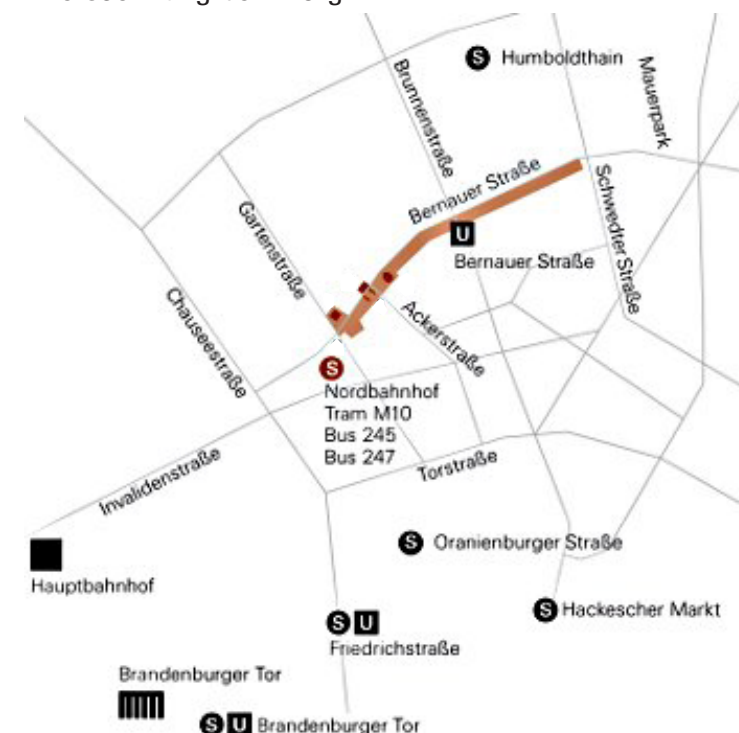 S Humboldthain
Mauerpark
Brunnenstraße
Bernauer Straße
Schwedter Straße
Gartenstraße
U
Bernauer Straße
Ackerstraße
Chauseestraße
S
Nordbahnhof
Tram M10
Bus 245
Bus 247
Torstraße
Invalidenstraße
S Oranienburger Straße
Hauptbahnhof
S Hackescher Markt
S U
Friedrichstraße
Brandenburger Tor
S U Brandenburger Tor